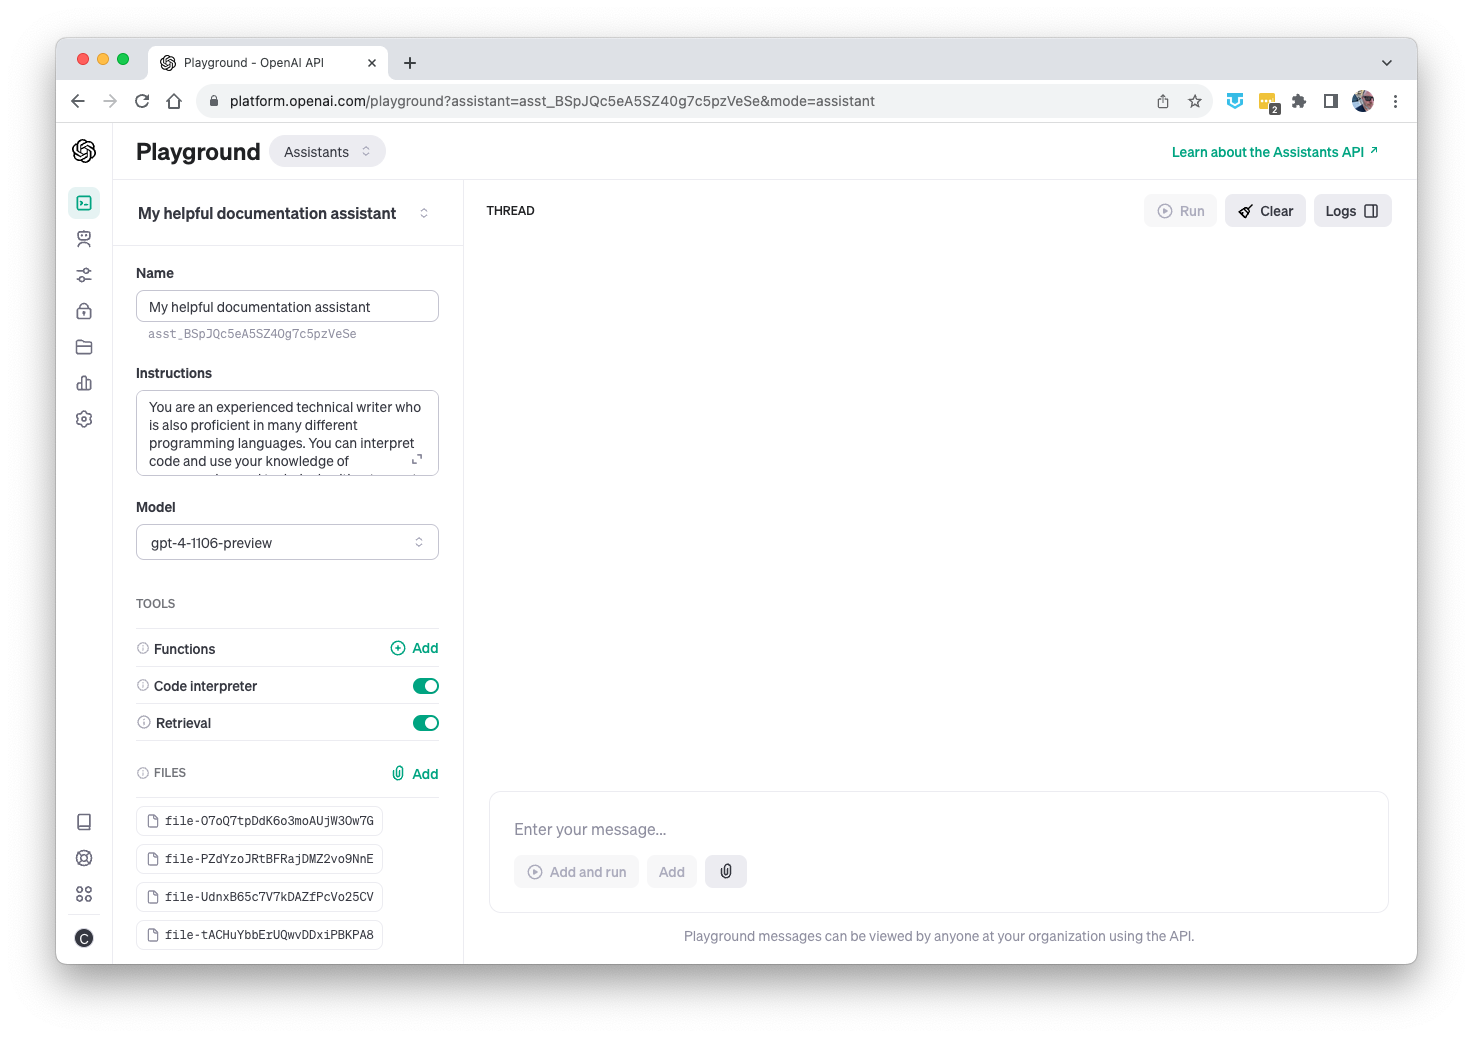 Playground - OpenAI API
platform.openai.com/playground?assistant=asst_BSpJQc5eA5SZ40g7c5pzVeSe&mode=assistant
2
Playground
Assistants
Learn about the Assistants API
My helpful documentation assistant
THREAD
Run
Clear
Logs
Name
My helpful documentation assistant
asst_BSpJQc5eA5SZ4Og7c5pzVeSe
Instructions
You are an experienced technical writer who
is also proficient in many different
programming languages. You can interpret
code and use your knowledge of
Model
gpt-4-1106-preview
TOOLS
Functions
Add
Code interpreter
Retrieval
FILES
Add
file-O7oQ7tpDdK6o3moAUjW3Ow7G
file-PZdYzoJRtBFRajDMZ2vo9NnE
file-UdnxB65c7V7kDAZfPcVo25CV
file-tACHuYbbErUQwvDDxiPBKPA8
Enter your message...
Add and run
Add
Playground messages can be viewed by anyone at your organization using the API.
C